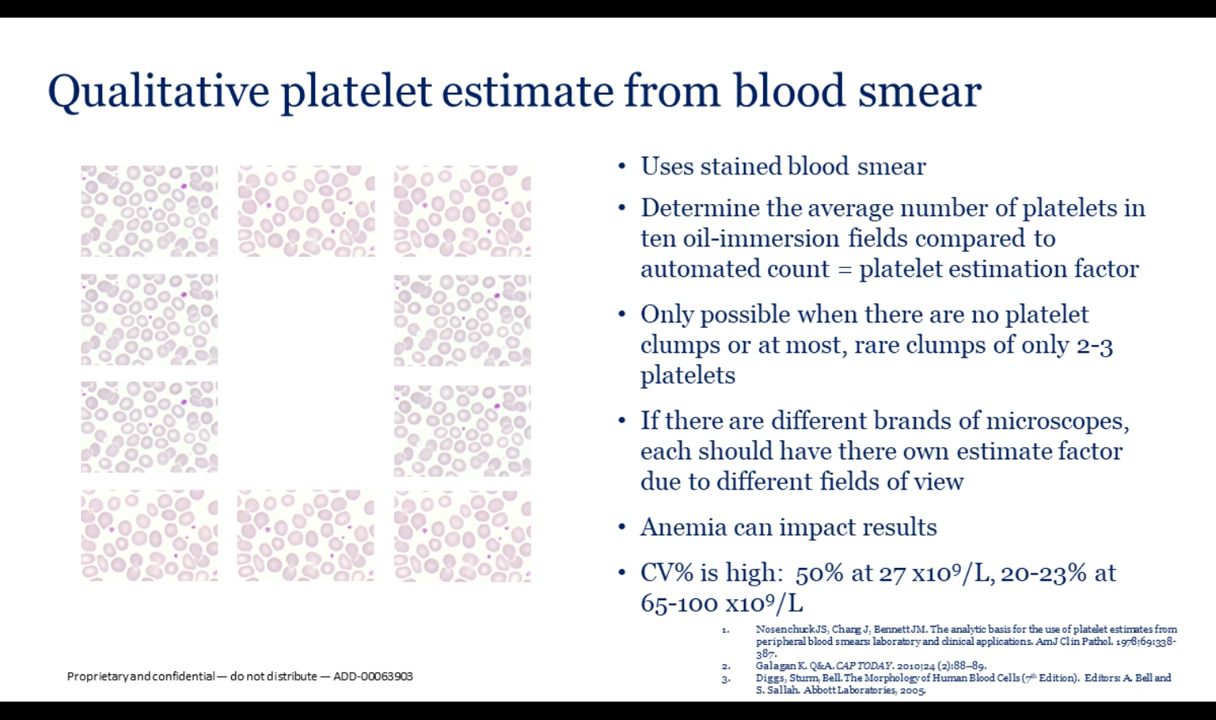 Qualitative platelet estimate from blood smear
• Uses stained blood smear
• Determine the average number of platelets in
ten oil-immersion fields compared to
automated count = platelet estimation factor
• Only possible when there are no platelet
clumps or at most, rare clumps of only 2-3
platelets
• If there are different brands of microscopes,
each should have there own estimate factor
due to different fields of view
• Anemia can impact results
• CV% is high: 50% at 27 x10⁹/L, 20-23% at
65-100 x10⁹/L
1. Nosenchuck JS, Chang J, Bennett JM. The analytic basis for the use of platelet estimates from
peripheral blood smears: laboratory and clinical applications. Am J Clin Pathol. 1978;69:338-
387.
2. Galagan K. Q&A. CAP TODAY. 2010;24 (2):88–89.
3. Diggs, Sturm, Bell. The Morphology of Human Blood Cells (7th Edition). Editors: A. Bell and
S. Sallah. Abbott Laboratories, 2005.
Proprietary and confidential — do not distribute — ADD-00063903